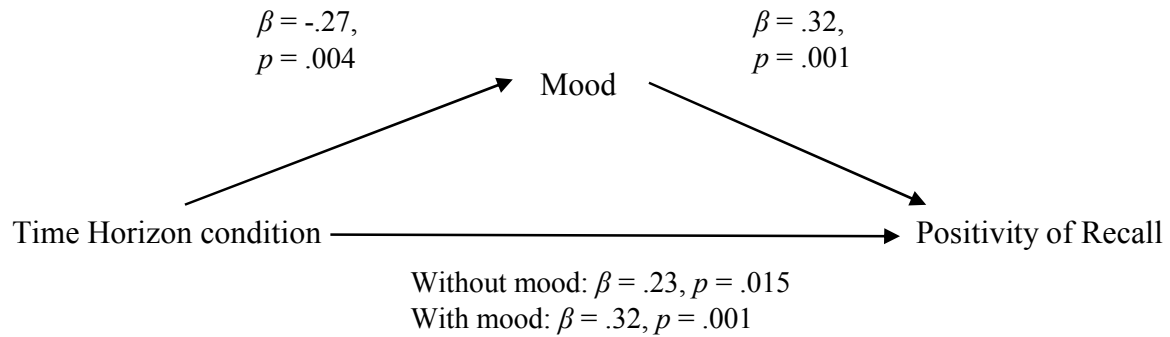 β = -.27,
p = .004
β = .32,
p = .001
Mood
Time Horizon condition
Positivity of Recall
Without mood: β = .23, p = .015
With mood: β = .32, p = .001